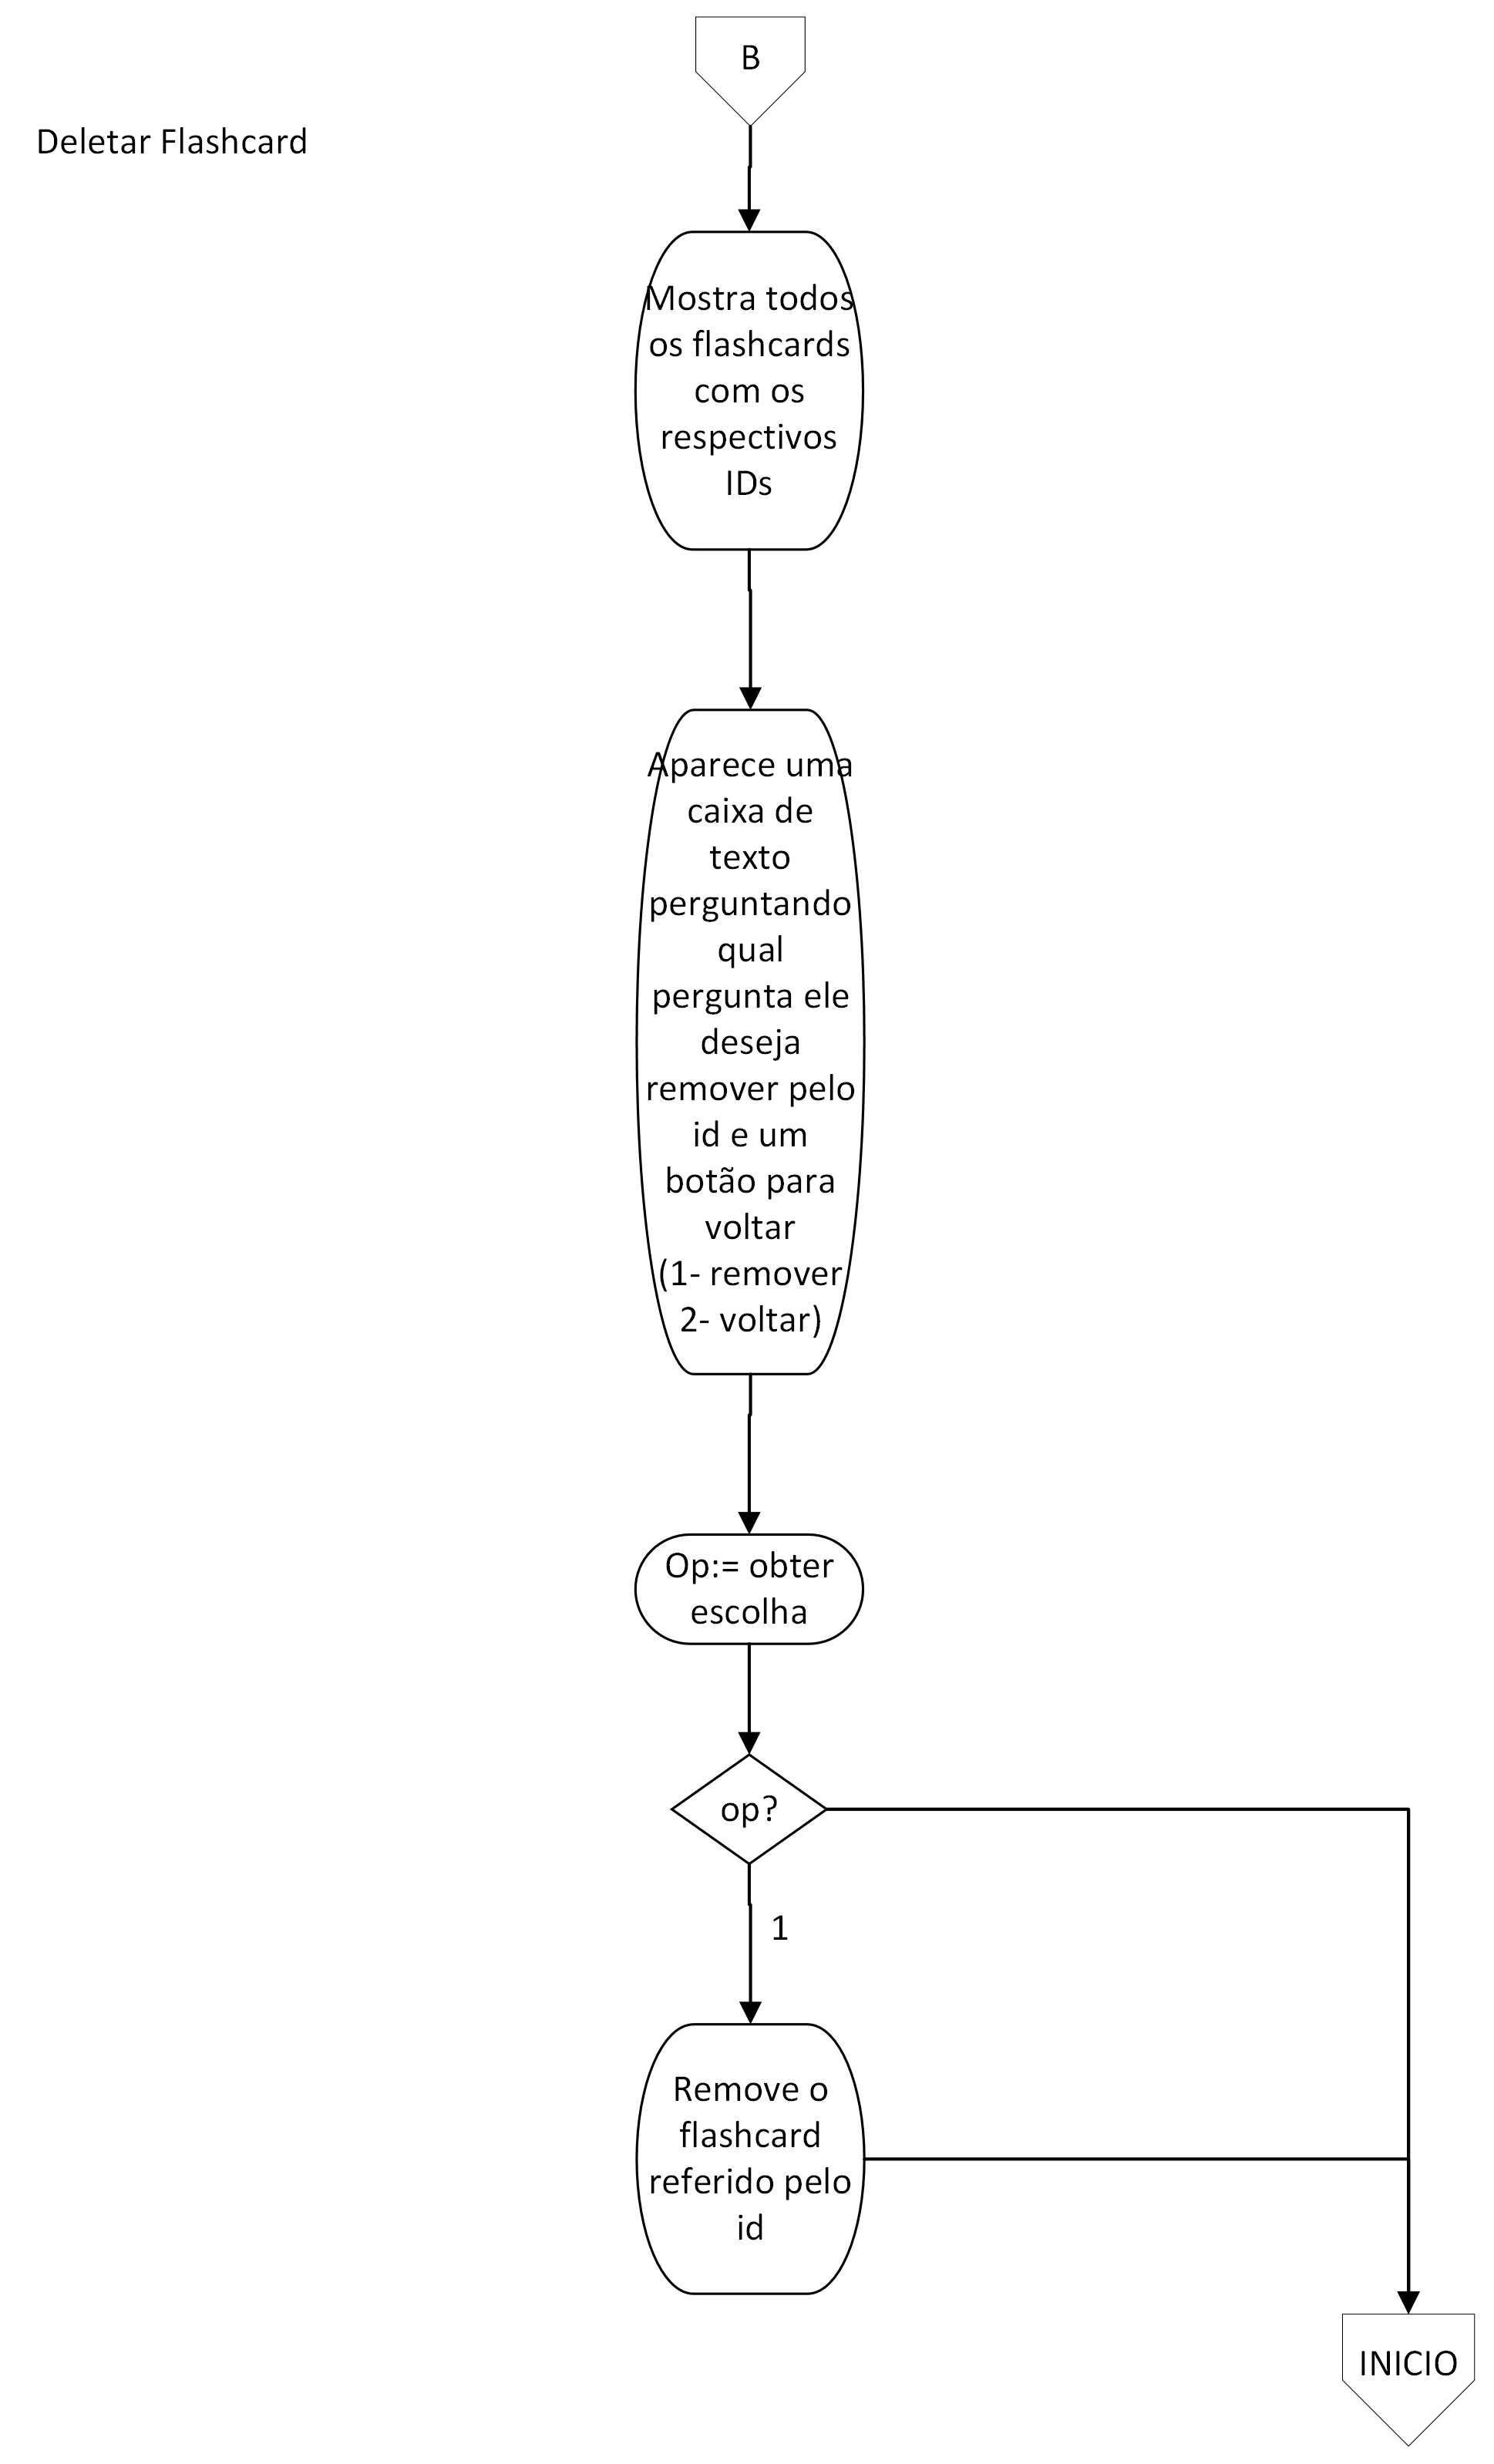 B
Deletar Flashcard
Mostra todos
os flashcards
com os
respectivos
IDs
Aparece uma
caixa de
texto
perguntando
qual
pergunta ele
deseja
remover pelo
id e um
botão para
voltar
(1- remover
2- voltar)
Op:= obter
escolha
op?
1
Remove o
flashcard
referido pelo
id
INICIO